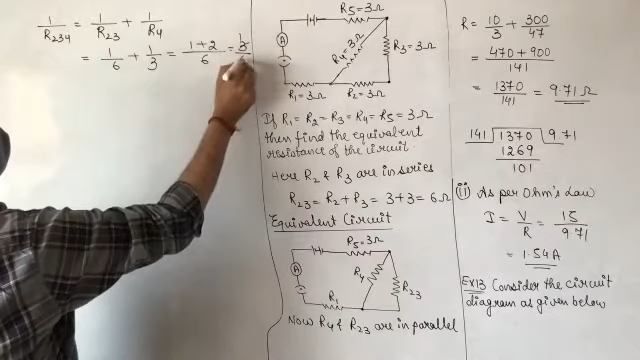 1/R234 = 1/R23 + 1/R4
= 1/6 + 1/3 = (1+2)/6 = 3/6
R5 = 3Ω
A
R4 = 3Ω
R3 = 3Ω
R1 = 3Ω R2 = 3Ω
If R1 = R2 = R3 = R4 = R5 = 3Ω
then find the equivalent
resistance of the circuit.
Here R2 & R3 are in series
R23 = R2 + R3 = 3+3 = 6Ω
Equivalent Circuit
R5 = 3Ω
A
R4
R23
R1
Now R4 & R23 are in parallel
R = 10/3 + 300/47
= (470 + 900)/141
= 1370/141 = 9.71 Ω
141 | 1370 | 9.71
1269
101
(ii) As per Ohm's Law
I = V/R = 15/9.71
= 1.54A
EX13 Consider the circuit
diagram as given below